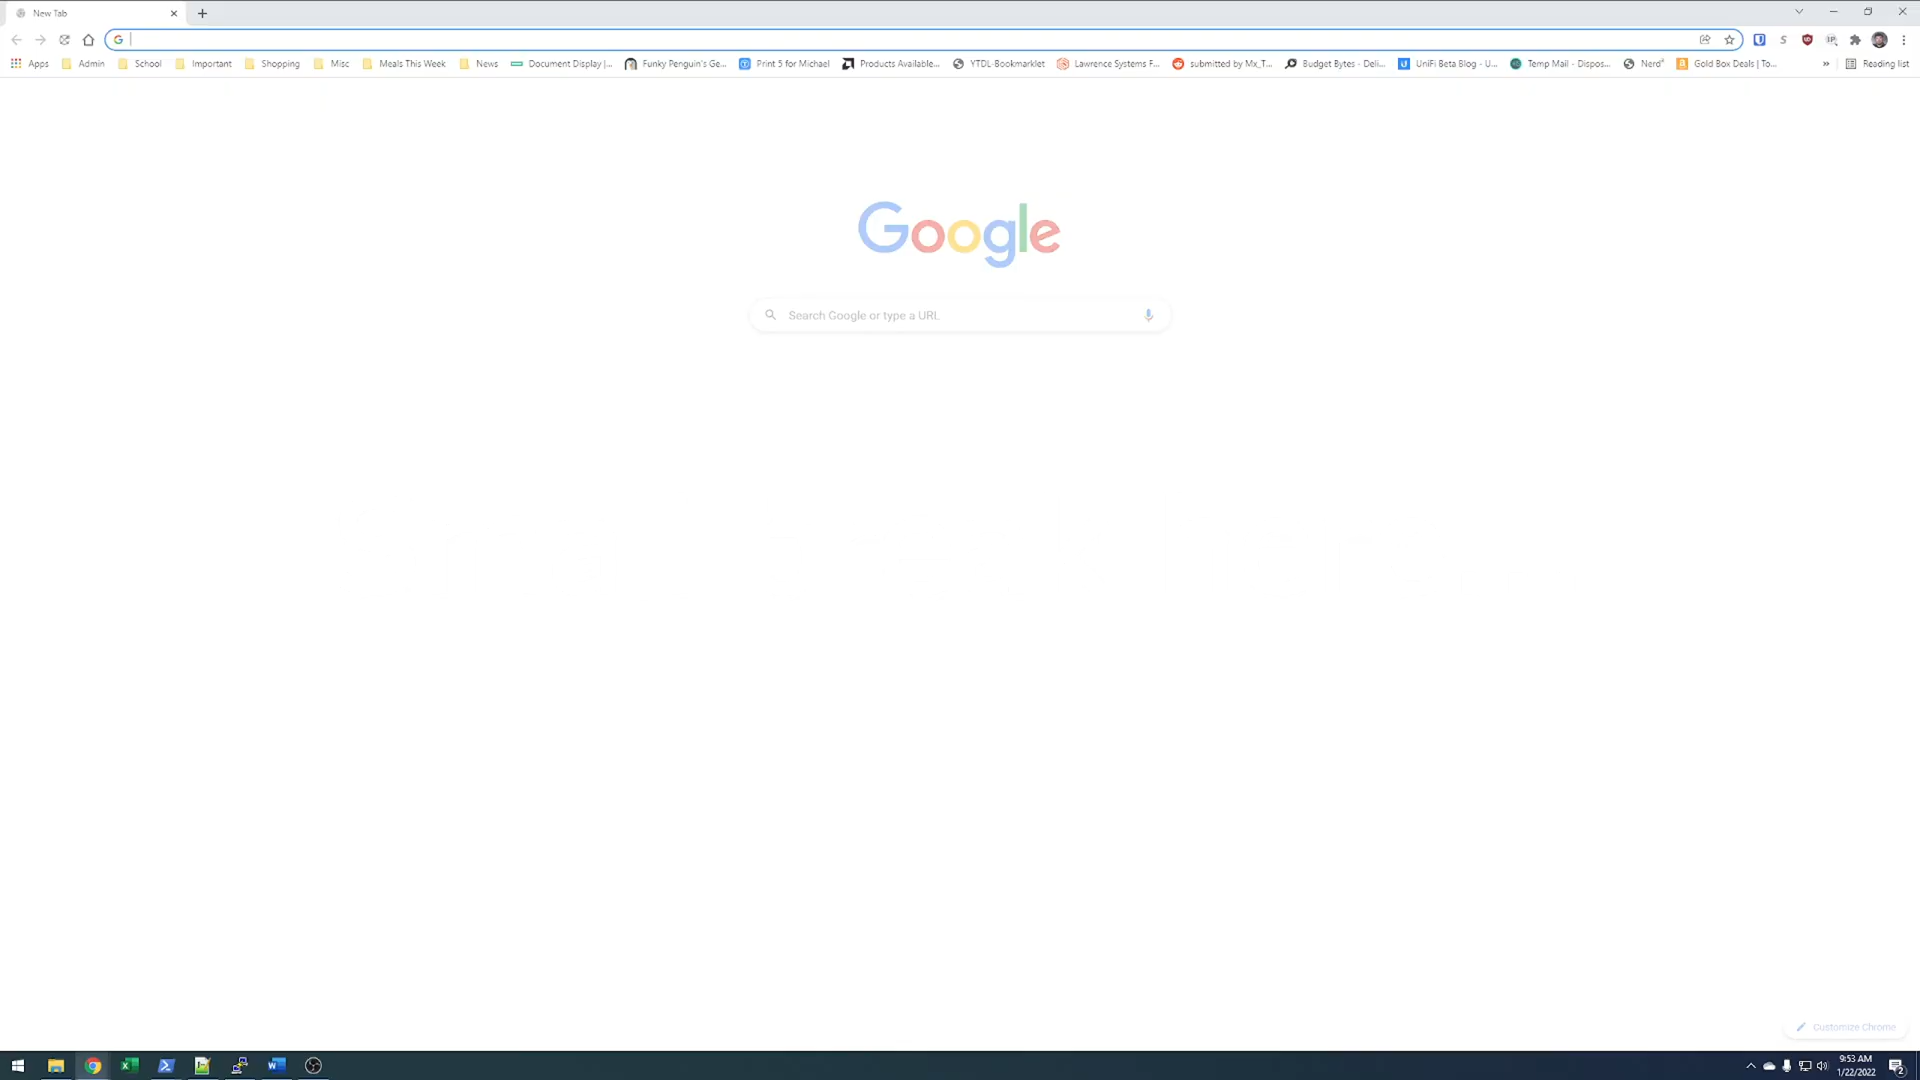 New Tab
Apps Admin School Important Shopping Misc Meals This Week News Document Display |... Funky Penguin's Ge... Print 5 for Michael Products Available... YTDL-Bookmarklet Lawrence Systems F... submitted by Mx_T... Budget Bytes - Deli... UniFi Beta Blog - U... Temp Mail - Dispos... Nerd² Gold Box Deals | To... » Reading list
Google
Search Google or type a URL
Customize Chrome
9:53 AM
1/22/2022
2